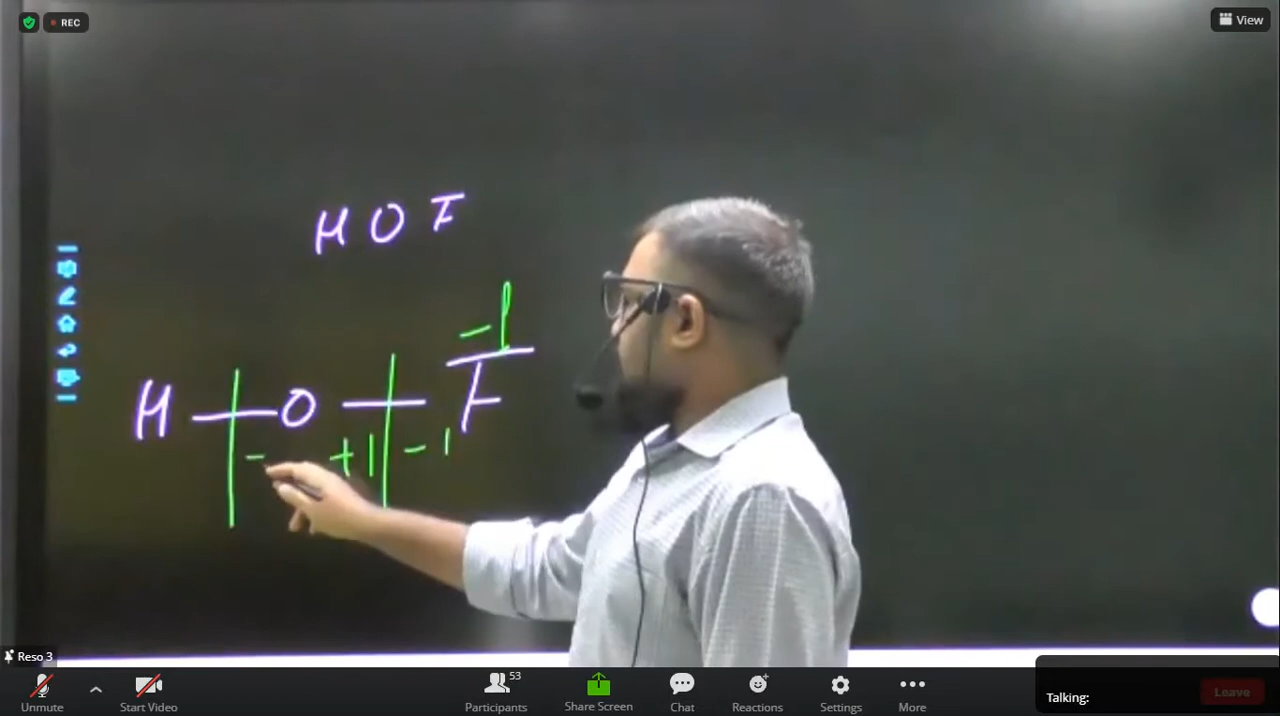 REC
View
H O F
-1
H - O - F
- +1 -1
Reso 3
53
Unmute
Start Video
Participants
Share Screen
Chat
Reactions
Settings
More
Talking:
Leave